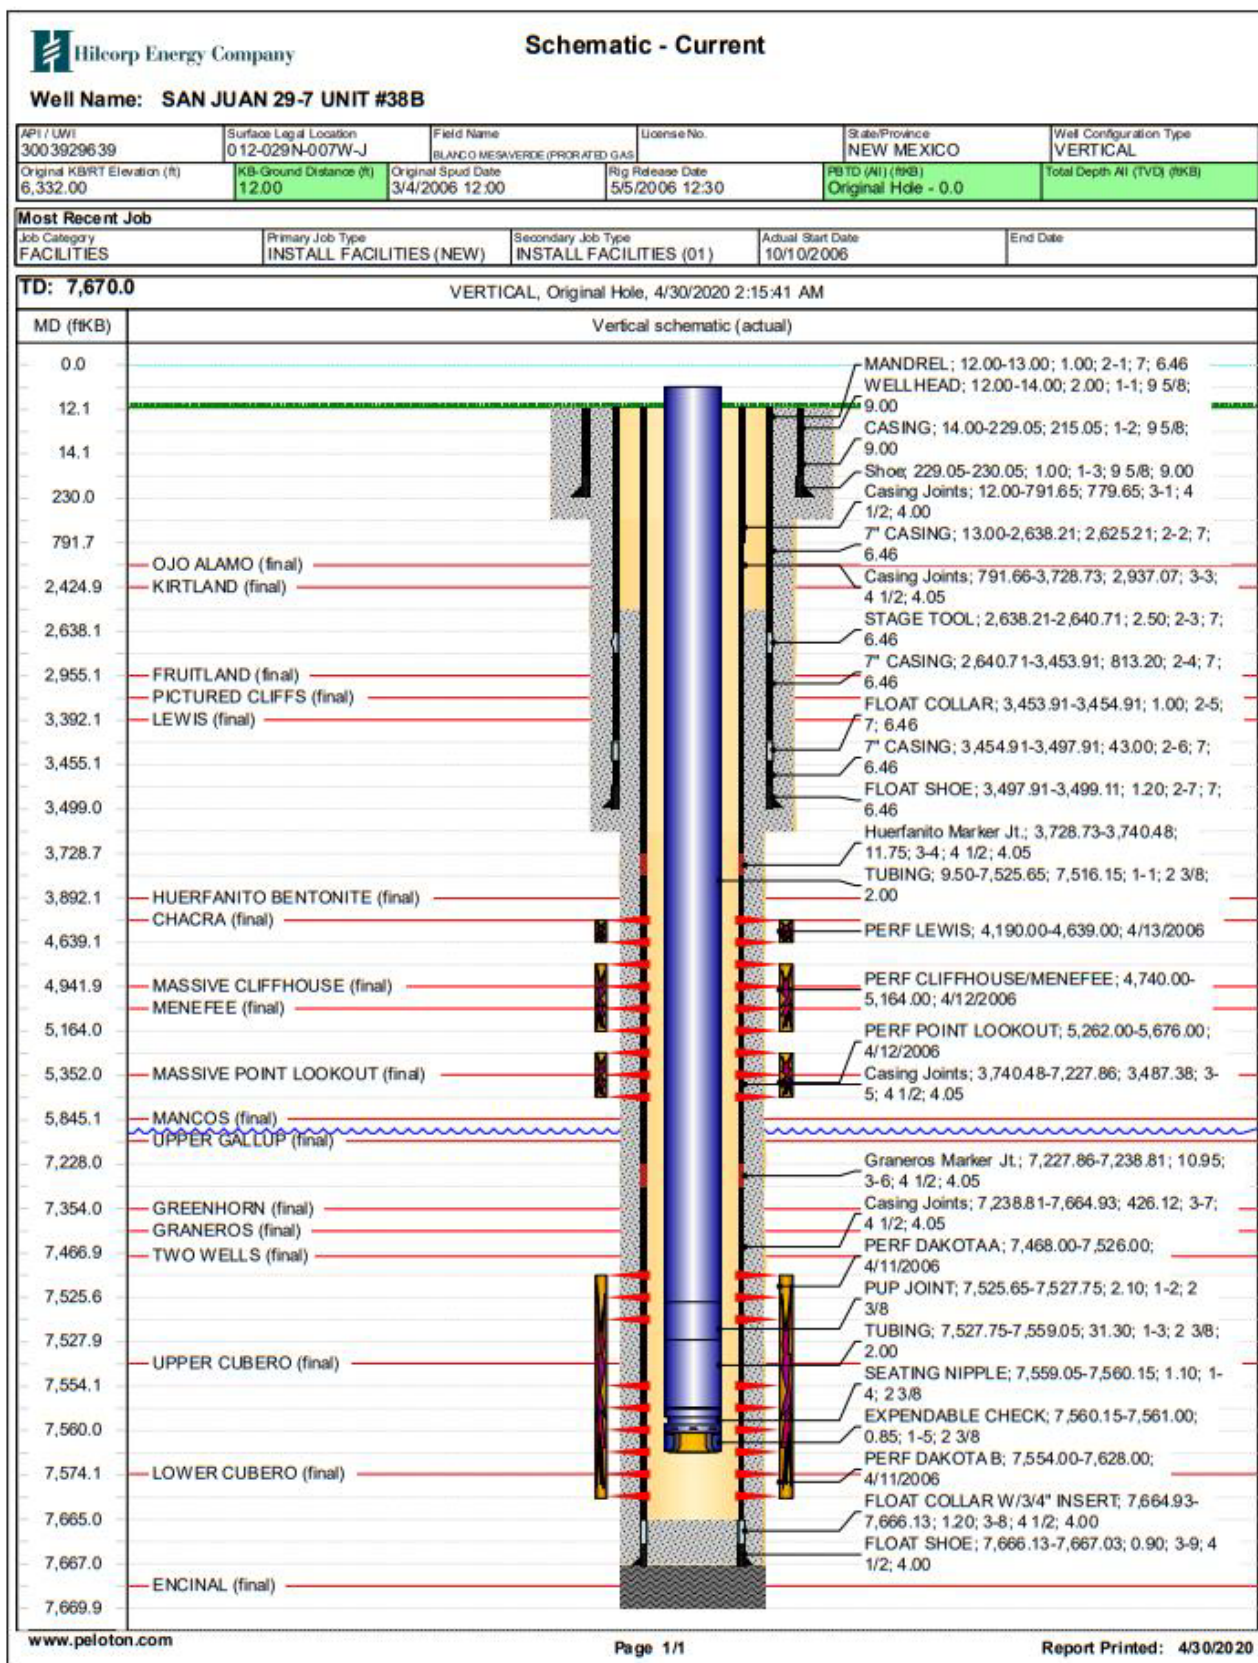 Hilcorp Energy Company
Schematic - Current
Well Name: SAN JUAN 29-7 UNIT #38B
API / UWI
3003929639
Surface Legal Location
012-029N-007W-J
Field Name
BLANCO MESAVERDE (PRORATED GAS
License No.
State/Province
NEW MEXICO
Well Configuration Type
VERTICAL
Original KB/RT Elevation (ft)
6,332.00
KB-Ground Distance (ft)
12.00
Original Spud Date
3/4/2006 12:00
Rig Release Date
5/5/2006 12:30
PBTD (All) (ftKB)
Original Hole - 0.0
Total Depth All (TVD) (ftKB)
Most Recent Job
Job Category
FACILITIES
Primary Job Type
INSTALL FACILITIES (NEW)
Secondary Job Type
INSTALL FACILITIES (01)
Actual Start Date
10/10/2006
End Date
TD: 7,670.0
VERTICAL, Original Hole, 4/30/2020 2:15:41 AM
MD (ftKB)
Vertical schematic (actual)
0.0
12.1
14.1
230.0
791.7
2,424.9
2,638.1
2,955.1
3,392.1
3,455.1
3,499.0
3,728.7
3,892.1
4,639.1
4,941.9
5,164.0
5,352.0
5,845.1
7,228.0
7,354.0
7,466.9
7,525.6
7,527.9
7,554.1
7,560.0
7,574.1
7,665.0
7,667.0
7,669.9
OJO ALAMO (final)
KIRTLAND (final)
FRUITLAND (final)
PICTURED CLIFFS (final)
LEWIS (final)
HUERFANITO BENTONITE (final)
CHACRA (final)
MASSIVE CLIFFHOUSE (final)
MENEFEE (final)
MASSIVE POINT LOOKOUT (final)
MANCOS (final)
UPPER GALLUP (final)
GREENHORN (final)
GRANEROS (final)
TWO WELLS (final)
UPPER CUBERO (final)
LOWER CUBERO (final)
ENCINAL (final)
MANDREL; 12.00-13.00; 1.00; 2-1; 7; 6.46
WELLHEAD; 12.00-14.00; 2.00; 1-1; 9 5/8;
9.00
CASING; 14.00-229.05; 215.05; 1-2; 9 5/8;
9.00
Shoe; 229.05-230.05; 1.00; 1-3; 9 5/8; 9.00
Casing Joints; 12.00-791.65; 779.65; 3-1; 4
1/2; 4.00
7" CASING; 13.00-2,638.21; 2,625.21; 2-2; 7;
6.46
Casing Joints; 791.66-3,728.73; 2,937.07; 3-3;
4 1/2; 4.05
STAGE TOOL; 2,638.21-2,640.71; 2.50; 2-3; 7;
6.46
7" CASING; 2,640.71-3,453.91; 813.20; 2-4; 7;
6.46
FLOAT COLLAR; 3,453.91-3,454.91; 1.00; 2-5;
7; 6.46
7" CASING; 3,454.91-3,497.91; 43.00; 2-6; 7;
6.46
FLOAT SHOE; 3,497.91-3,499.11; 1.20; 2-7; 7;
6.46
Huerfanito Marker Jt.; 3,728.73-3,740.48;
11.75; 3-4; 4 1/2; 4.05
TUBING; 9.50-7,525.65; 7,516.15; 1-1; 2 3/8;
2.00
PERF LEWIS; 4,190.00-4,639.00; 4/13/2006
PERF CLIFFHOUSE/MENEFEE; 4,740.00-
5,164.00; 4/12/2006
PERF POINT LOOKOUT; 5,262.00-5,676.00;
4/12/2006
Casing Joints; 3,740.48-7,227.86; 3,487.38; 3-
5; 4 1/2; 4.05
Graneros Marker Jt.; 7,227.86-7,238.81; 10.95;
3-6; 4 1/2; 4.05
Casing Joints; 7,238.81-7,664.93; 426.12; 3-7;
4 1/2; 4.05
PERF DAKOTA A; 7,468.00-7,526.00;
4/11/2006
PUP JOINT; 7,525.65-7,527.75; 2.10; 1-2; 2
3/8
TUBING; 7,527.75-7,559.05; 31.30; 1-3; 2 3/8;
2.00
SEATING NIPPLE; 7,559.05-7,560.15; 1.10; 1-
4; 2 3/8
EXPENDABLE CHECK; 7,560.15-7,561.00;
0.85; 1-5; 2 3/8
PERF DAKOTA B; 7,554.00-7,628.00;
4/11/2006
FLOAT COLLAR W/3/4" INSERT; 7,664.93-
7,666.13; 1.20; 3-8; 4 1/2; 4.00
FLOAT SHOE; 7,666.13-7,667.03; 0.90; 3-9; 4
1/2; 4.00
www.peloton.com
Page 1/1
Report Printed: 4/30/2020